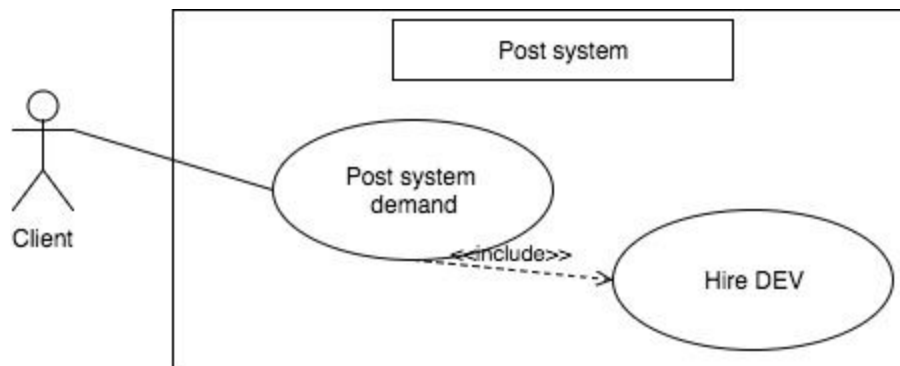 Post system
Post system
demand
<<include>>
Hire DEV
Client